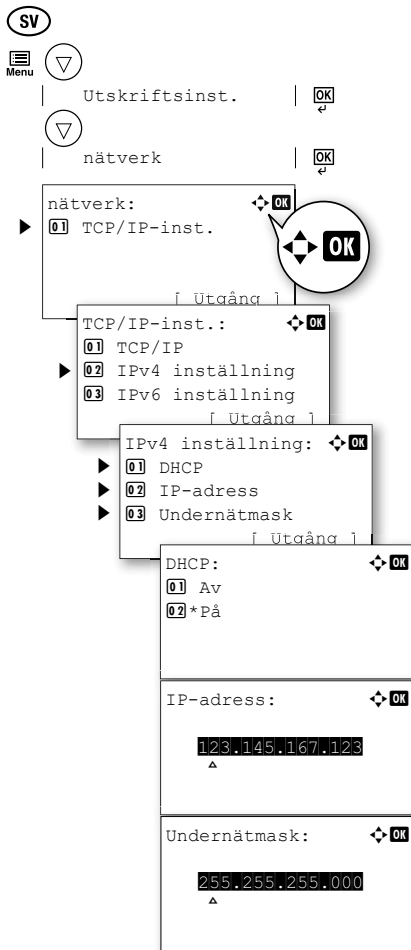 SV
Menu
Utskriftsinst. OK
nätverk OK
nätverk: OK
01 TCP/IP-inst.
OK
[ Utgång ]
TCP/IP-inst.: OK
01 TCP/IP
02 IPv4 inställning
03 IPv6 inställning
[ Utgång ]
IPv4 inställning: OK
01 DHCP
02 IP-adress
03 Undernätmask
[ Utgång ]
DHCP: OK
01 Av
02 *På
IP-adress: OK
123.145.167.123
Undernätmask: OK
255.255.255.000